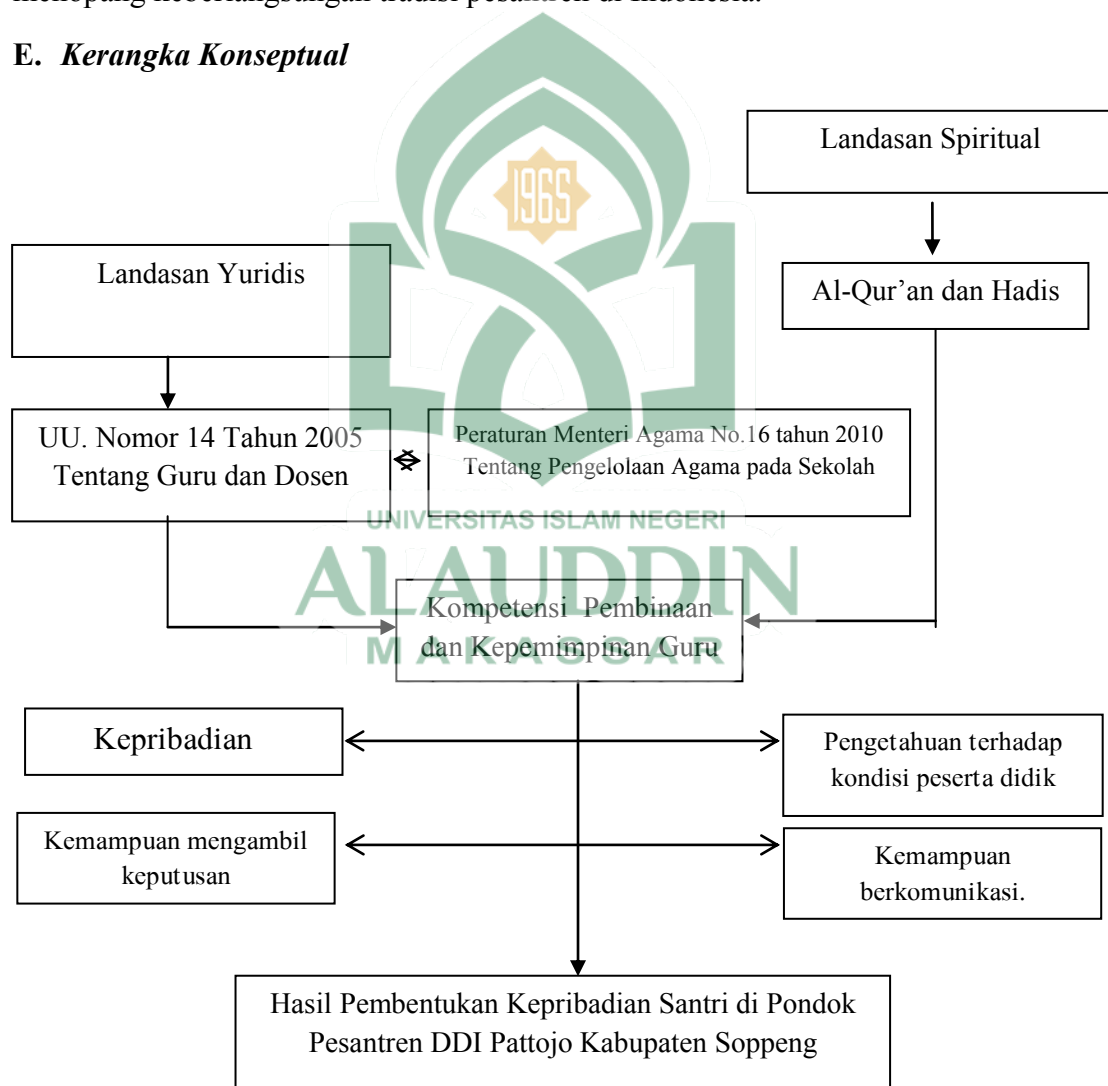 menopang keberlangsungan tradisi pesantren di Indonesia.
E. Kerangka Konseptual
Landasan Spiritual
1965
Landasan Yuridis
Al-Qur’an dan Hadis
UU. Nomor 14 Tahun 2005
Tentang Guru dan Dosen
Peraturan Menteri Agama No.16 tahun 2010
Tentang Pengelolaan Agama pada Sekolah
UNIVERSITAS ISLAM NEGERI
ALAUDDIN
MAKASSAR
Kompetensi Pembinaan
dan Kepemimpinan Guru
Kepribadian
Pengetahuan terhadap
kondisi peserta didik
Kemampuan mengambil
keputusan
Kemampuan
berkomunikasi.
Hasil Pembentukan Kepribadian Santri di Pondok
Pesantren DDI Pattojo Kabupaten Soppeng